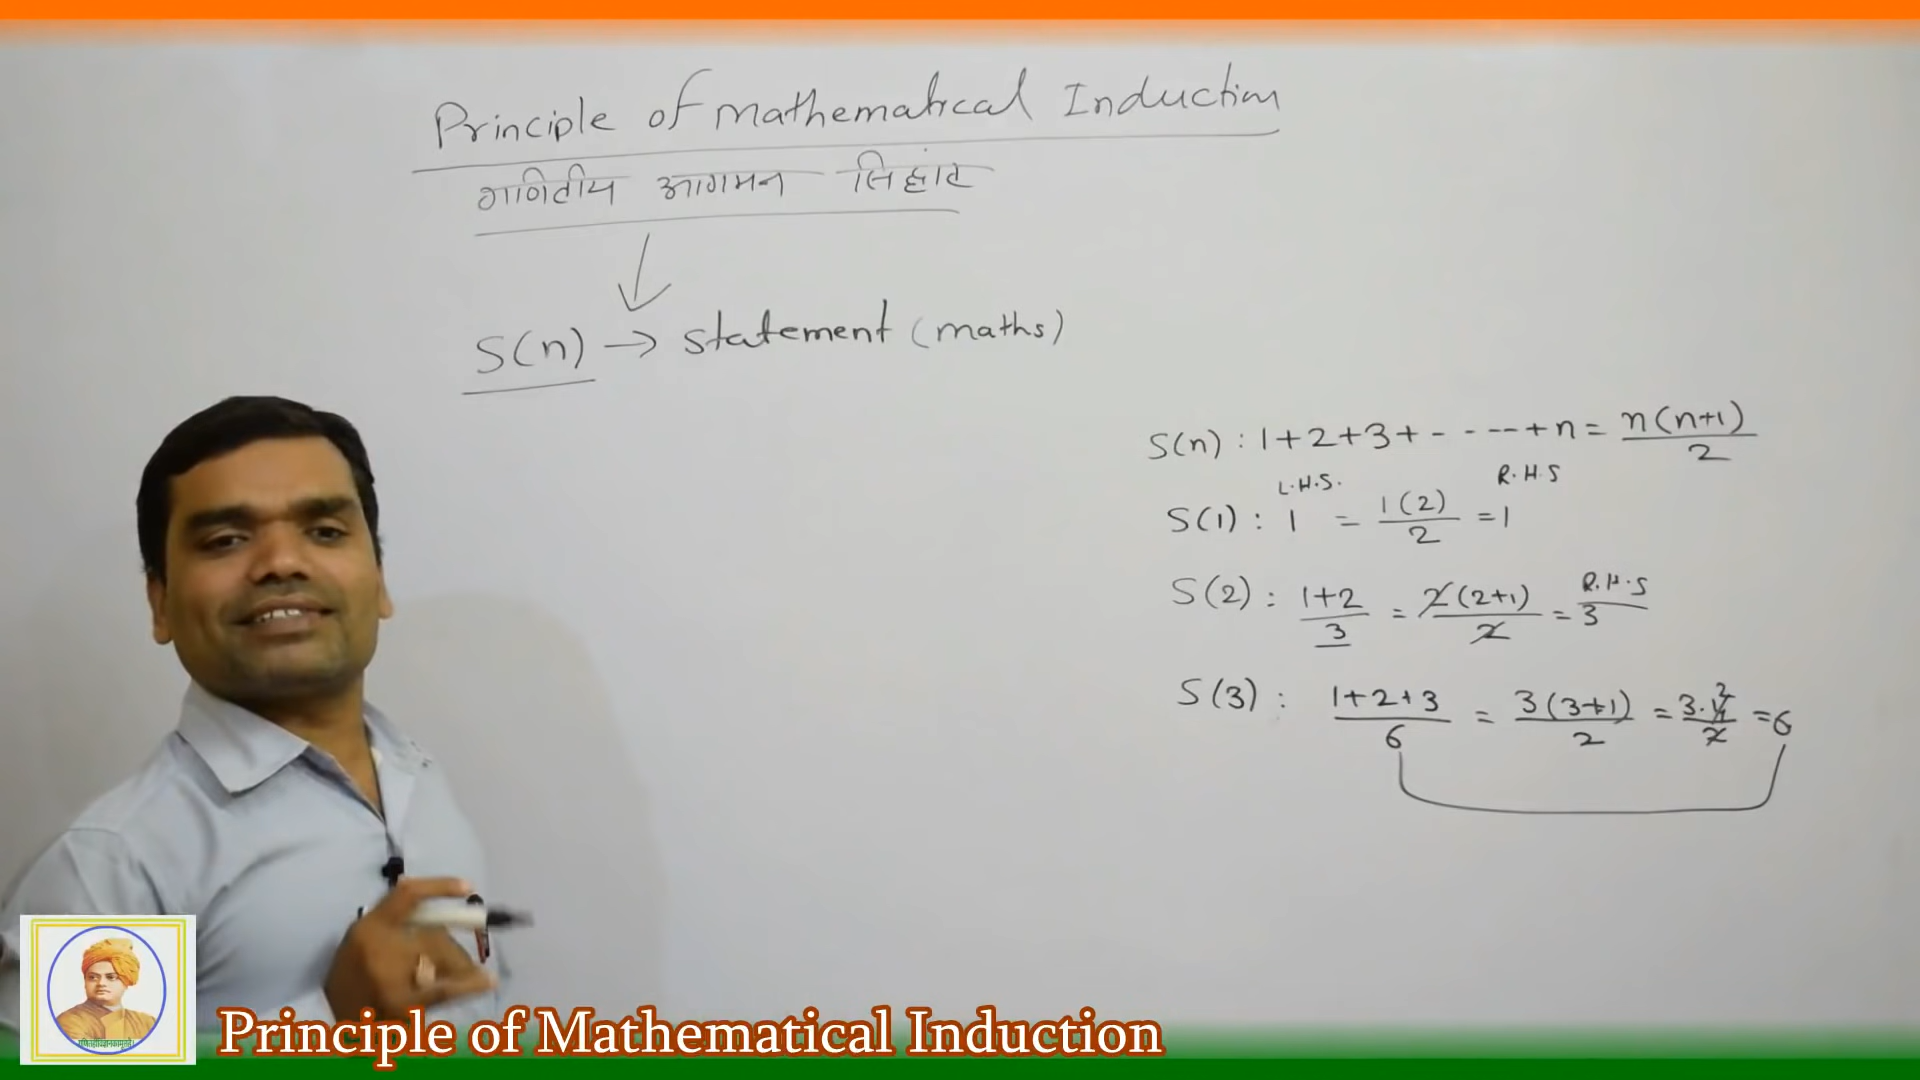 Principle of mathematical Induction
गणितीय आगमन सिद्धांत
S(n) → statement (maths)
S(n) : 1+2+3+- - -- +n = n(n+1)/2
L.H.S. R.H.S
S(1) : 1 = 1(2)/2 = 1
R.H.S
S(2) : 1+2/3 = 2(2+1)/2 = 3
S(3) : 1+2+3/6 = 3(3+1)/2 = 3.4/2 = 6
2
Principle of Mathematical Induction